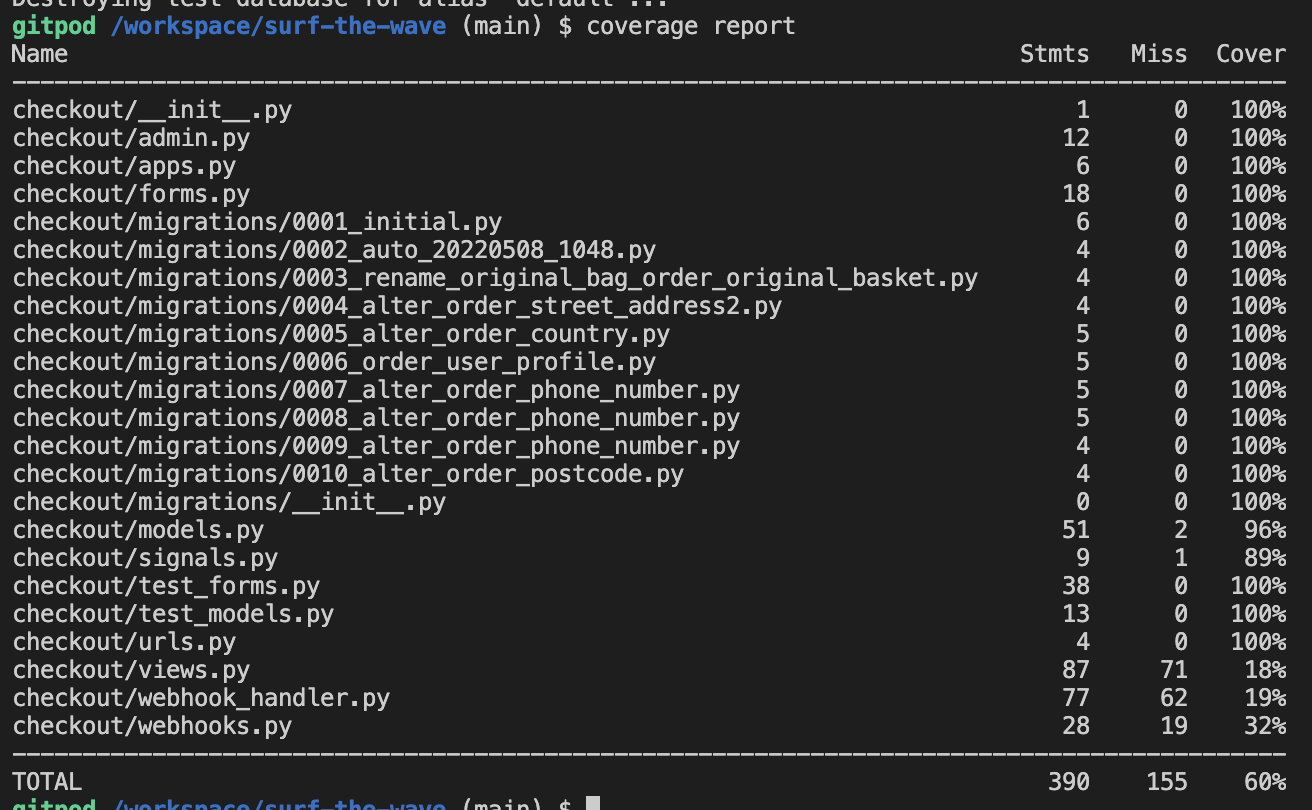 Destroying test database for alias 'default'...
gitpod /workspace/surf-the-wave (main) $ coverage report
Name Stmts Miss Cover
checkout/__init__.py 1 0 100%
checkout/admin.py 12 0 100%
checkout/apps.py 6 0 100%
checkout/forms.py 18 0 100%
checkout/migrations/0001_initial.py 6 0 100%
checkout/migrations/0002_auto_20220508_1048.py 4 0 100%
checkout/migrations/0003_rename_original_bag_order_original_basket.py 4 0 100%
checkout/migrations/0004_alter_order_street_address2.py 4 0 100%
checkout/migrations/0005_alter_order_country.py 5 0 100%
checkout/migrations/0006_order_user_profile.py 5 0 100%
checkout/migrations/0007_alter_order_phone_number.py 5 0 100%
checkout/migrations/0008_alter_order_phone_number.py 5 0 100%
checkout/migrations/0009_alter_order_phone_number.py 4 0 100%
checkout/migrations/0010_alter_order_postcode.py 4 0 100%
checkout/migrations/__init__.py 0 0 100%
checkout/models.py 51 2 96%
checkout/signals.py 9 1 89%
checkout/test_forms.py 38 0 100%
checkout/test_models.py 13 0 100%
checkout/urls.py 4 0 100%
checkout/views.py 87 71 18%
checkout/webhook_handler.py 77 62 19%
checkout/webhooks.py 28 19 32%
TOTAL 390 155 60%
gitpod /workspace/surf-the-wave (main) $